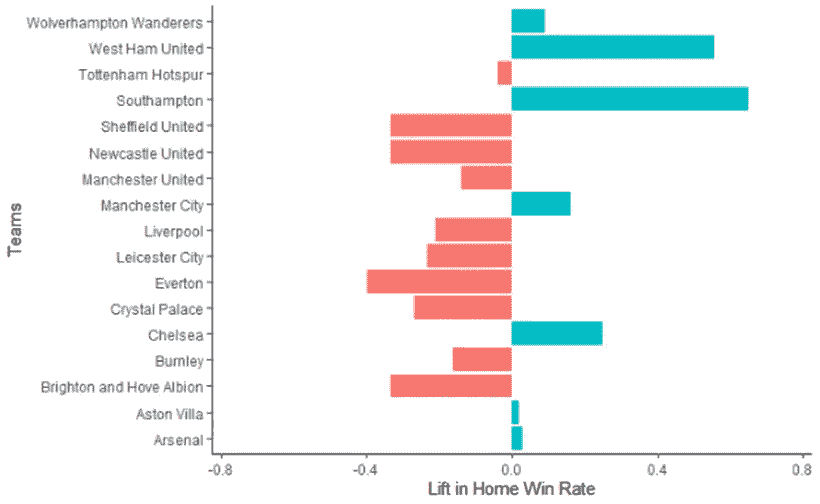 Wolverhampton Wanderers
West Ham United
Tottenham Hotspur
Southampton
Sheffield United
Newcastle United
Manchester United
Manchester City
Liverpool
Leicester City
Everton
Crystal Palace
Chelsea
Burnley
Brighton and Hove Albion
Aston Villa
Arsenal
Teams
-0.8 -0.4 0.0 0.4 0.8
Lift in Home Win Rate